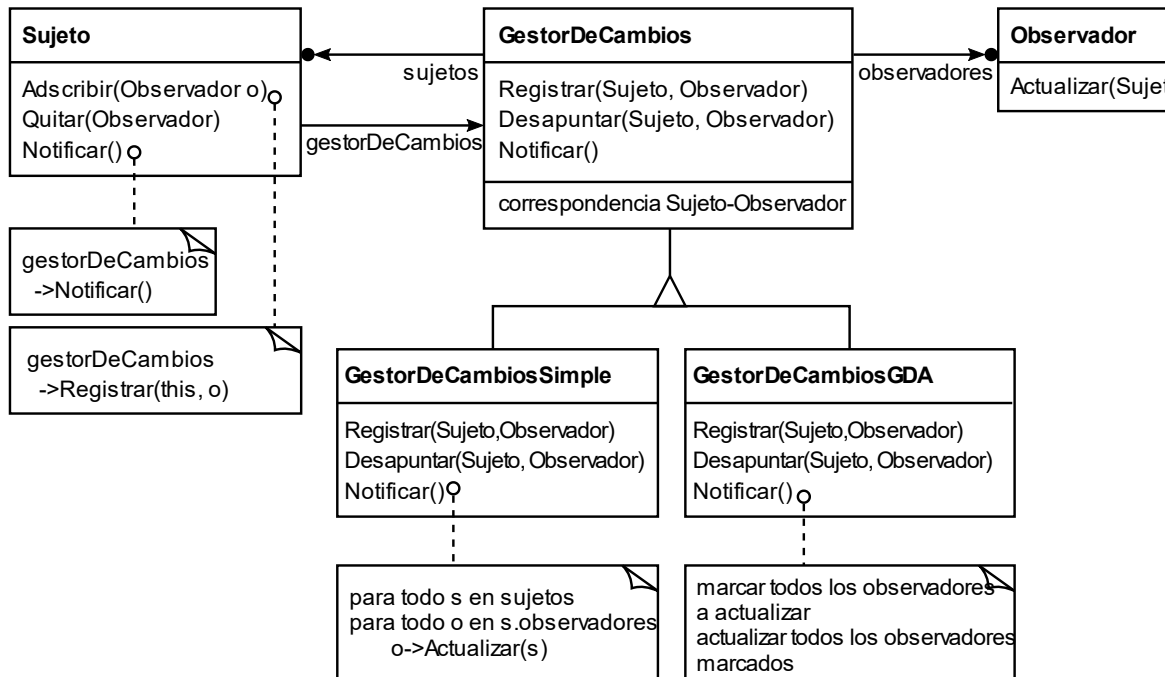 Sujeto
Adscribir(Observador o)
Quitar(Observador)
Notificar()
sujetos
gestorDeCambios
GestorDeCambios
Registrar(Sujeto, Observador)
Desapuntar(Sujeto, Observador)
Notificar()
correspondencia Sujeto-Observador
observadores
Observador
Actualizar(Sujet
gestorDeCambios
->Notificar()
gestorDeCambios
->Registrar(this, o)
GestorDeCambiosSimple
Registrar(Sujeto,Observador)
Desapuntar(Sujeto, Observador)
Notificar()
GestorDeCambiosGDA
Registrar(Sujeto,Observador)
Desapuntar(Sujeto, Observador)
Notificar()
para todo s en sujetos
para todo o en s.observadores
o->Actualizar(s)
marcar todos los observadores
a actualizar
actualizar todos los observadores
marcados